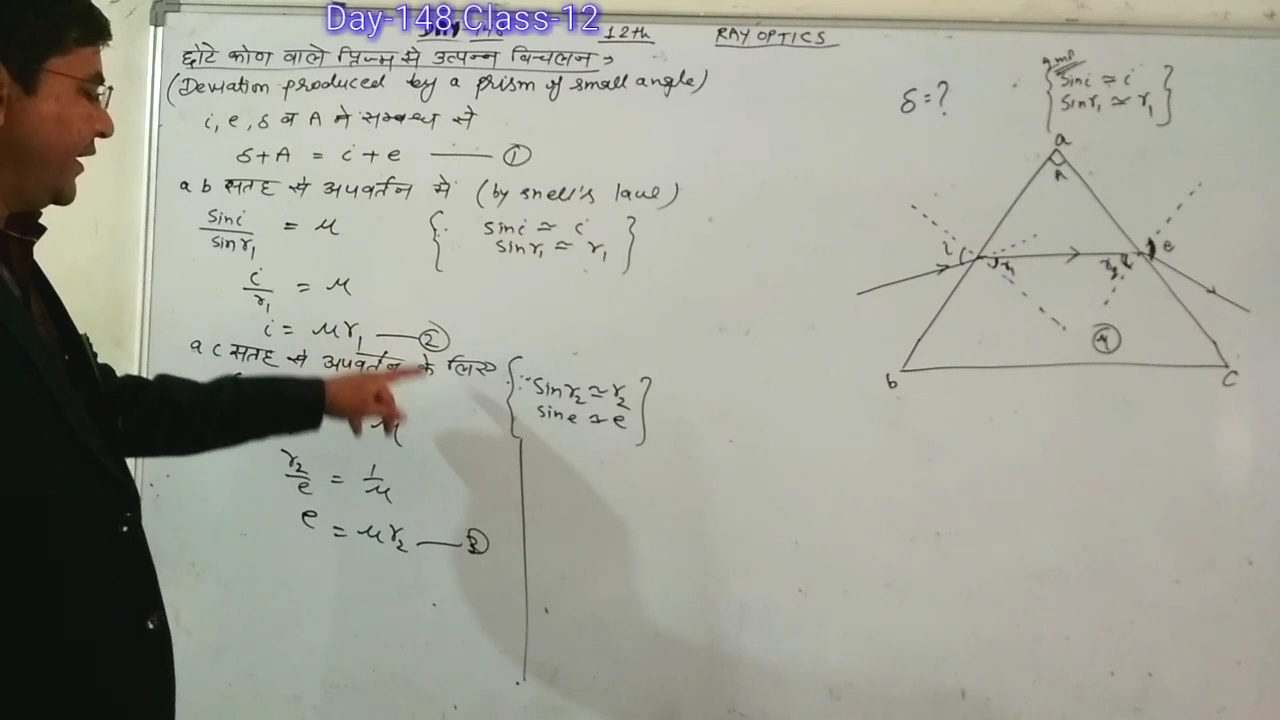 Day-148,Class-12
12th
RAY OPTICS
छोटे कोण वाले प्रिज्म से उत्पन्न विचलन →
(Deviation produced by a prism of small angle)
i, e, δ व A में सम्बन्ध से
δ+A = i+e —— ①
ab सतह से अपवर्तन में (by snell's law)
sin i / sin r₁ = μ
{∵ sin i ≃ i
sin r₁ ≃ r₁}
i / r₁ = μ
i = μr₁ —— ②
ac सतह से अपवर्तन के लिए
{∵ sin r₂ ≃ r₂
sin e ≃ e}
μ
r₂ / e = 1 / μ
e = μr₂ —— ③
δ = ?
{sin i ≃ i
sin r₁ ≃ r₁}
a
A
i
r₁
r₂
e
μ
b
c